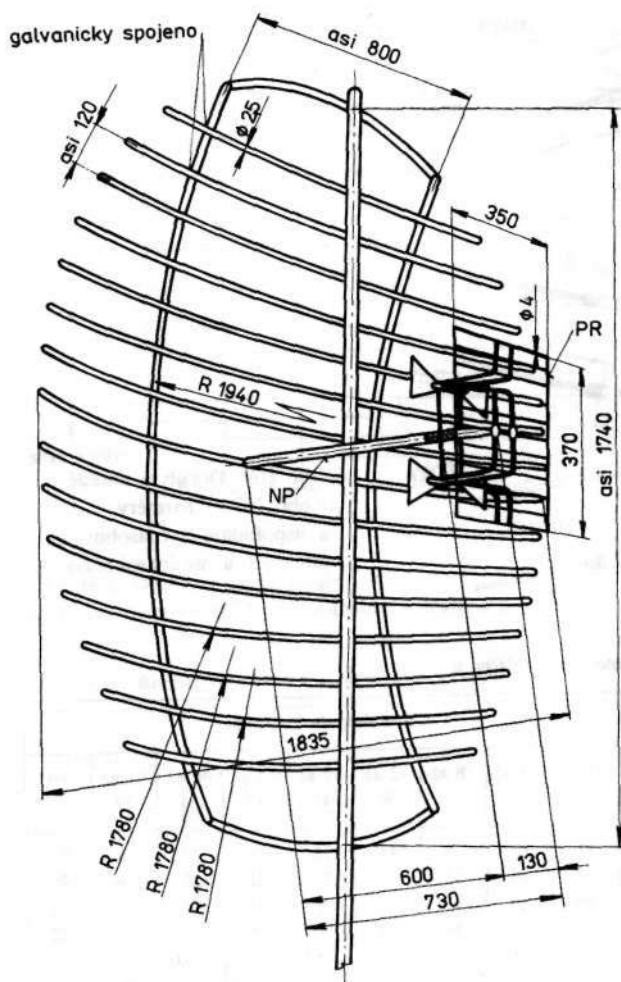 galvanicky spojeno
asi 800
asi 120
ϕ 25
350
ϕ 4
PR
R 1940
370
asi 1740
NP
1835
R 1780
R 1780
R 1780
600
130
730